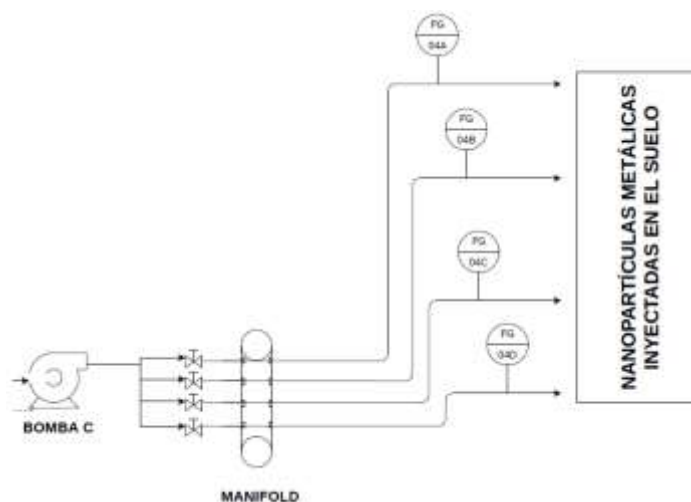 FG
04A
FG
04B
FG
04C
FG
04D
NANOPARTÍCULAS METÁLICAS
INYECTADAS EN EL SUELO
BOMBA C
MANIFOLD